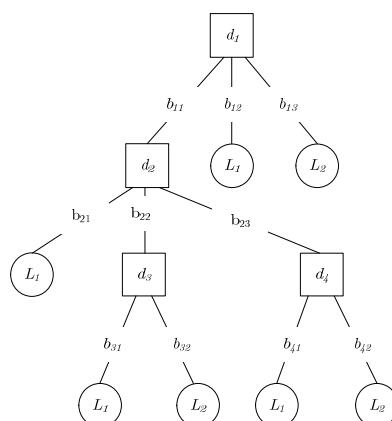 d₁
b₁₁ b₁₂ b₁₃
d₂ L₁ L₂
b₂₁ b₂₂ b₂₃
L₁ d₃ d₄
b₃₁ b₃₂ b₄₁ b₄₂
L₁ L₂ L₁ L₂